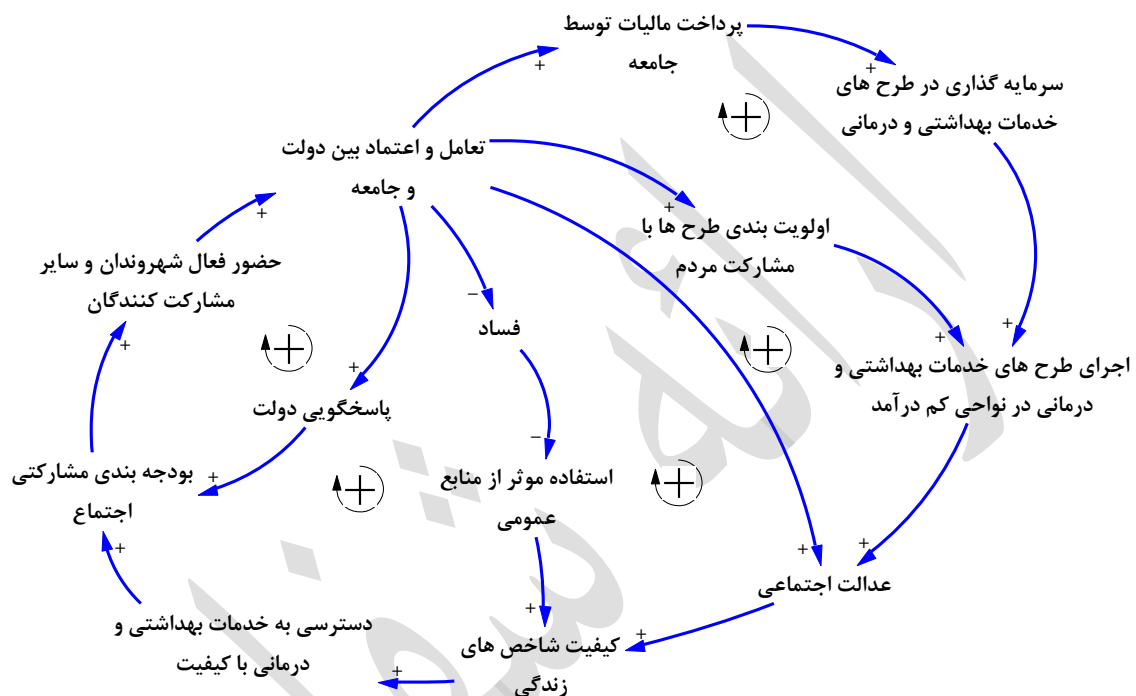 پرداخت مالیات توسط
جامعه
سرمایه گذاری در طرح های
خدمات بهداشتی و درمانی
تعامل و اعتماد بین دولت
و جامعه
اولویت بندی طرح ها با
مشارکت مردم
حضور فعال شهروندان و سایر
مشارکت کنندگان
فساد
اجرای طرح های خدمات بهداشتی و
درمانی در نواحی کم درآمد
پاسخگویی دولت
بودجه بندی مشارکتی
اجتماع
استفاده موثر از منابع
عمومی
عدالت اجتماعی
دسترسی به خدمات بهداشتی و
درمانی با کیفیت
کیفیت شاخص های
زندگی